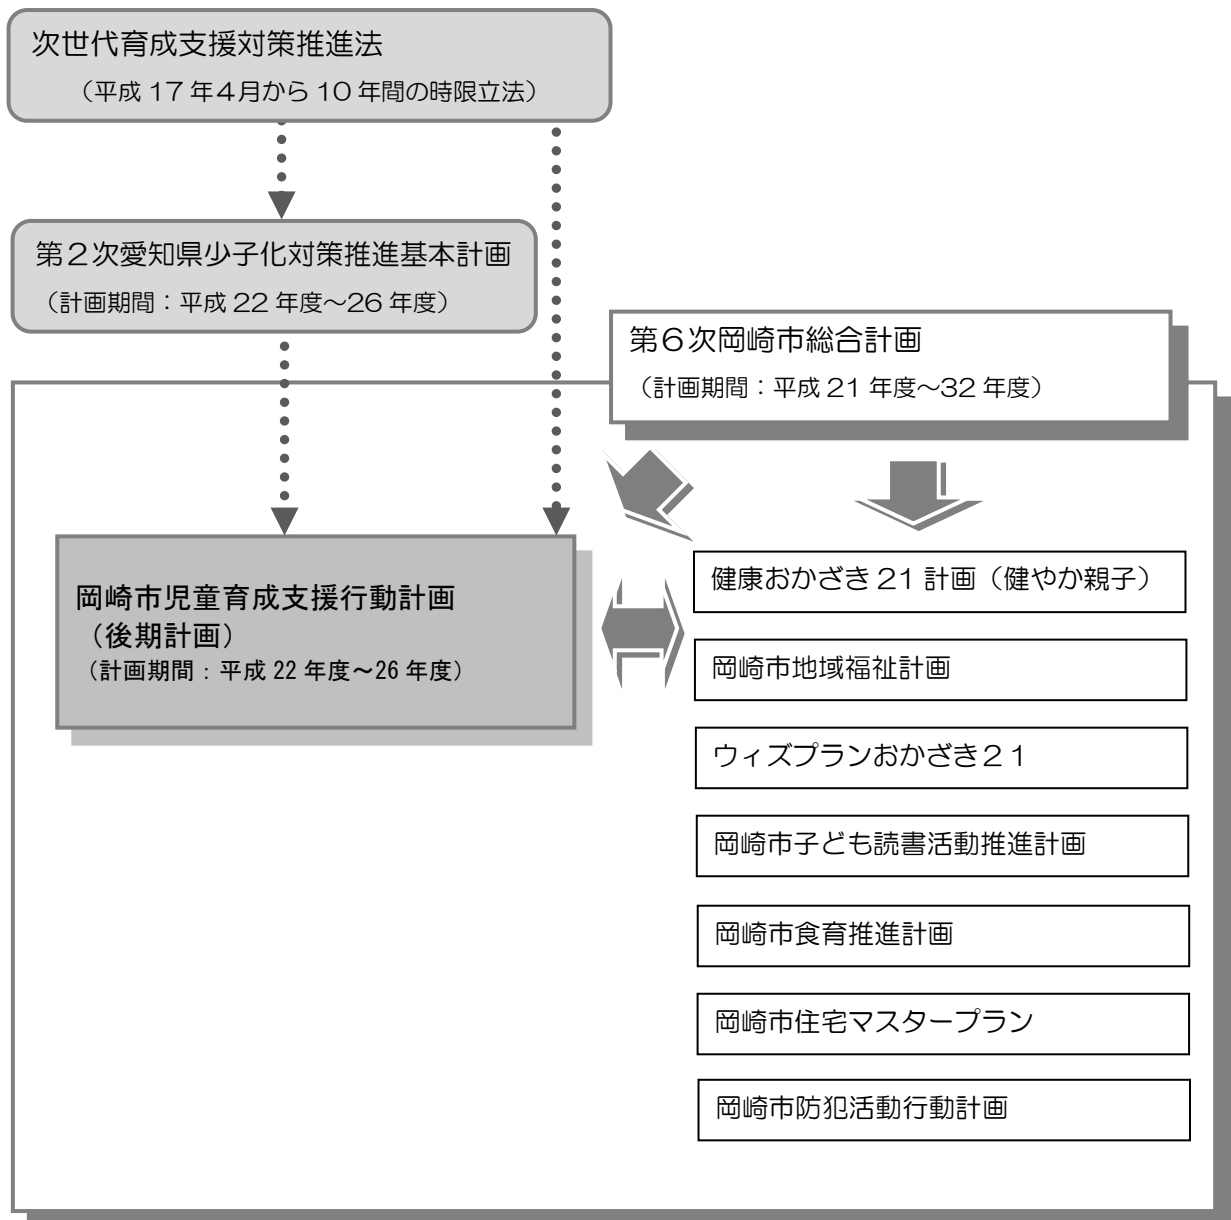 次世代育成支援対策推進法
（平成 17 年４月から 10 年間の時限立法）
第２次愛知県少子化対策推進基本計画
（計画期間：平成 22 年度～26 年度）
第６次岡崎市総合計画
（計画期間：平成 21 年度～32 年度）
岡崎市児童育成支援行動計画
（後期計画）
（計画期間：平成 22 年度～26 年度）
健康おかざき 21 計画（健やか親子）
岡崎市地域福祉計画
ウィズプランおかざき２１
岡崎市子ども読書活動推進計画
岡崎市食育推進計画
岡崎市住宅マスタープラン
岡崎市防犯活動行動計画